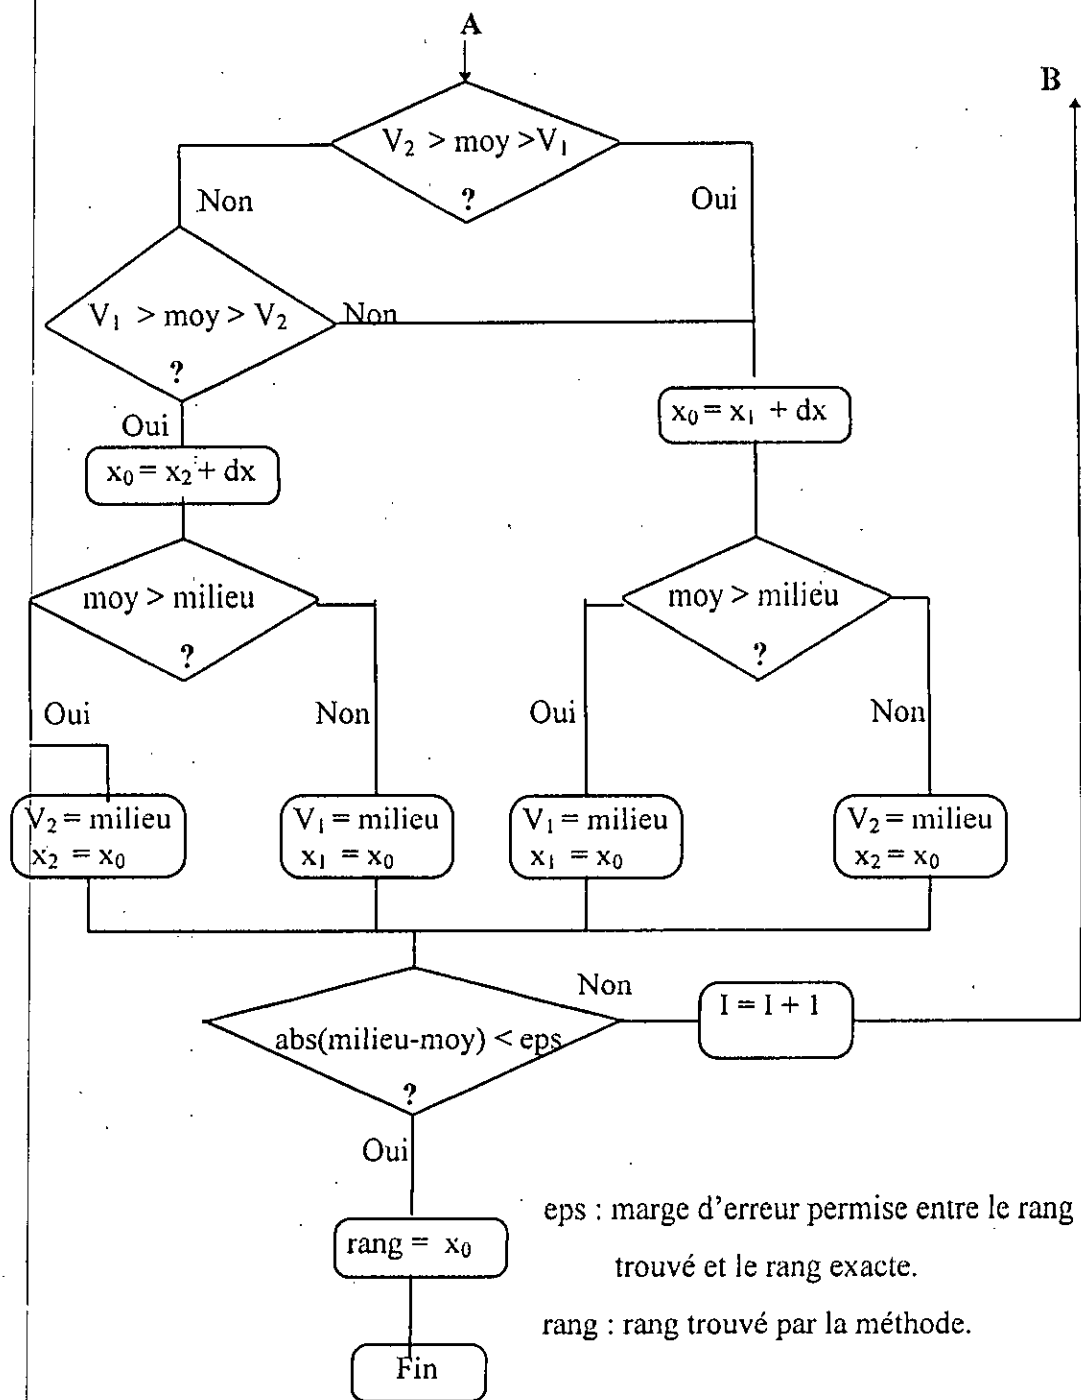 A
B
V₂ > moy >V₁
?
Non
Oui
V₁ > moy > V₂
?
Non
Oui
x₀ = x₁ + dx
x₀ = x₂ + dx
moy > milieu
?
moy > milieu
?
Oui
Non
Oui
Non
V₂ = milieu
x₂ = x₀
V₁ = milieu
x₁ = x₀
V₁ = milieu
x₁ = x₀
V₂ = milieu
x₂ = x₀
Non
I = I + 1
abs(milieu-moy) < eps
?
Oui
eps : marge d'erreur permise entre le rang
trouvé et le rang exacte.
rang = x₀
rang : rang trouvé par la méthode.
Fin